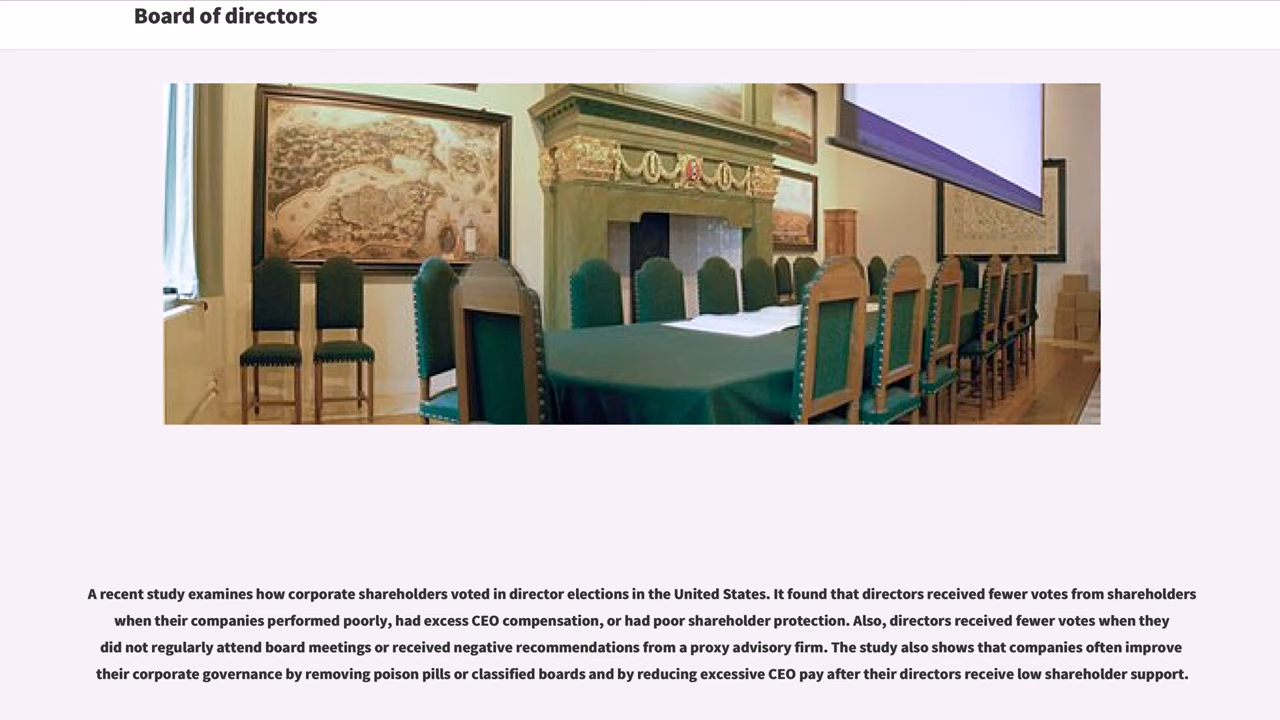 Board of directors
A recent study examines how corporate shareholders voted in director elections in the United States. It found that directors received fewer votes from shareholders
when their companies performed poorly, had excess CEO compensation, or had poor shareholder protection. Also, directors received fewer votes when they
did not regularly attend board meetings or received negative recommendations from a proxy advisory firm. The study also shows that companies often improve
their corporate governance by removing poison pills or classified boards and by reducing excessive CEO pay after their directors receive low shareholder support.